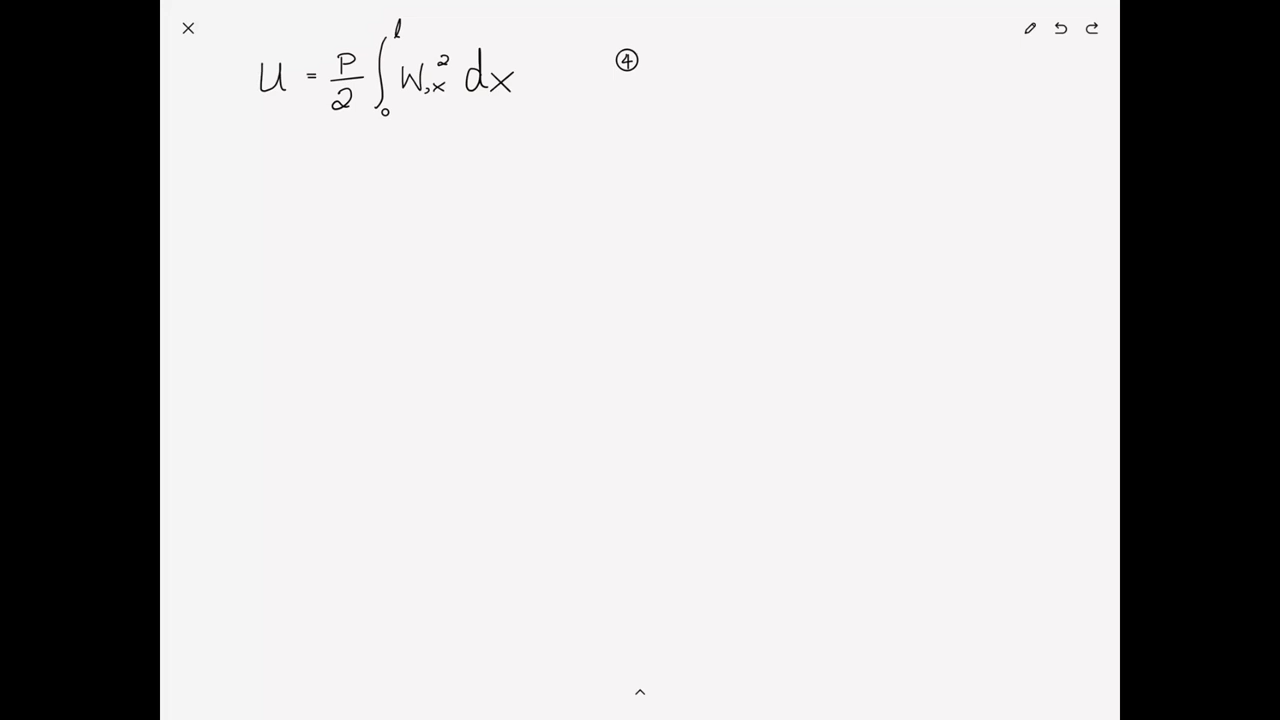 U = P/2 ∫₀ˡ W,ₓ² dx ④